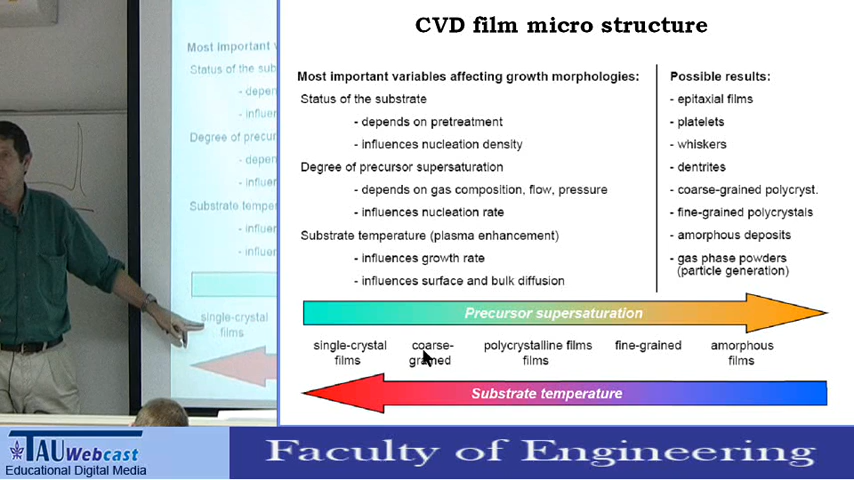 CVD film micro structure
Most important variables affecting growth morphologies:
Status of the substrate
- depends on pretreatment
- influences nucleation density
Degree of precursor supersaturation
- depends on gas composition, flow, pressure
- influences nucleation rate
Substrate temperature (plasma enhancement)
- influences growth rate
- influences surface and bulk diffusion
Possible results:
- epitaxial films
- platelets
- whiskers
- dentrites
- coarse-grained polycryst.
- fine-grained polycrystals
- amorphous deposits
- gas phase powders
(particle generation)
Precursor supersaturation
single-crystal
films
coarse-
grained
polycrystalline films
films
fine-grained
amorphous
films
Substrate temperature
Most important
Status of the sub
- depen
- influen
Degree of precur
- depen
- influen
Substrate tempe
- influe
- influe
single-crystal
films
TAU Webcast
Educational Digital Media
Faculty of Engineering